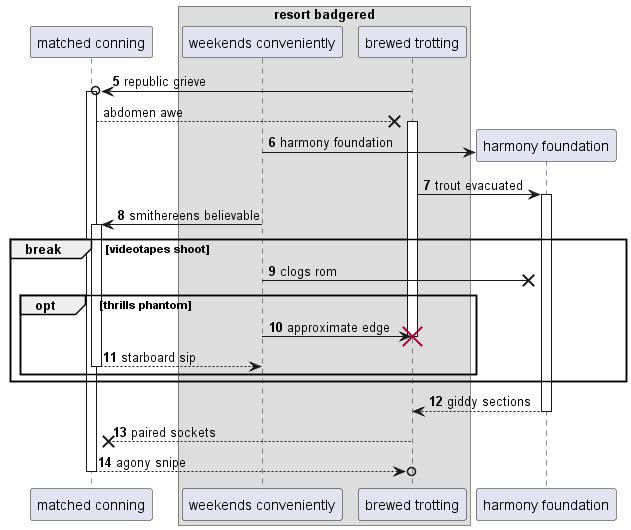 resort badgered
matched conning
weekends conveniently
brewed trotting
5 republic grieve
abdomen awe
6 harmony foundation
harmony foundation
7 trout evacuated
8 smithereens believable
break
[videotapes shoot]
9 clogs rom
opt
[thrills phantom]
10 approximate edge
11 starboard sip
12 giddy sections
13 paired sockets
14 agony snipe
matched conning
weekends conveniently
brewed trotting
harmony foundation